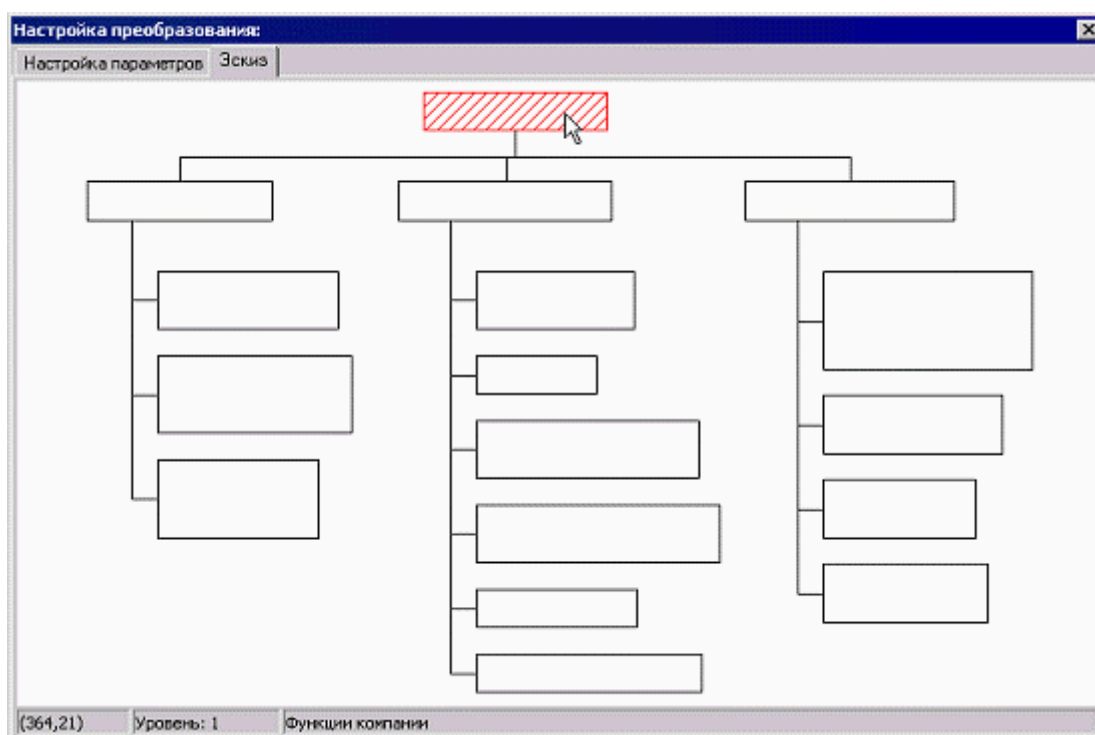 Настройка преобразования:
Настройка параметров Эскиз
(364,21) Уровень: 1 Функции компании